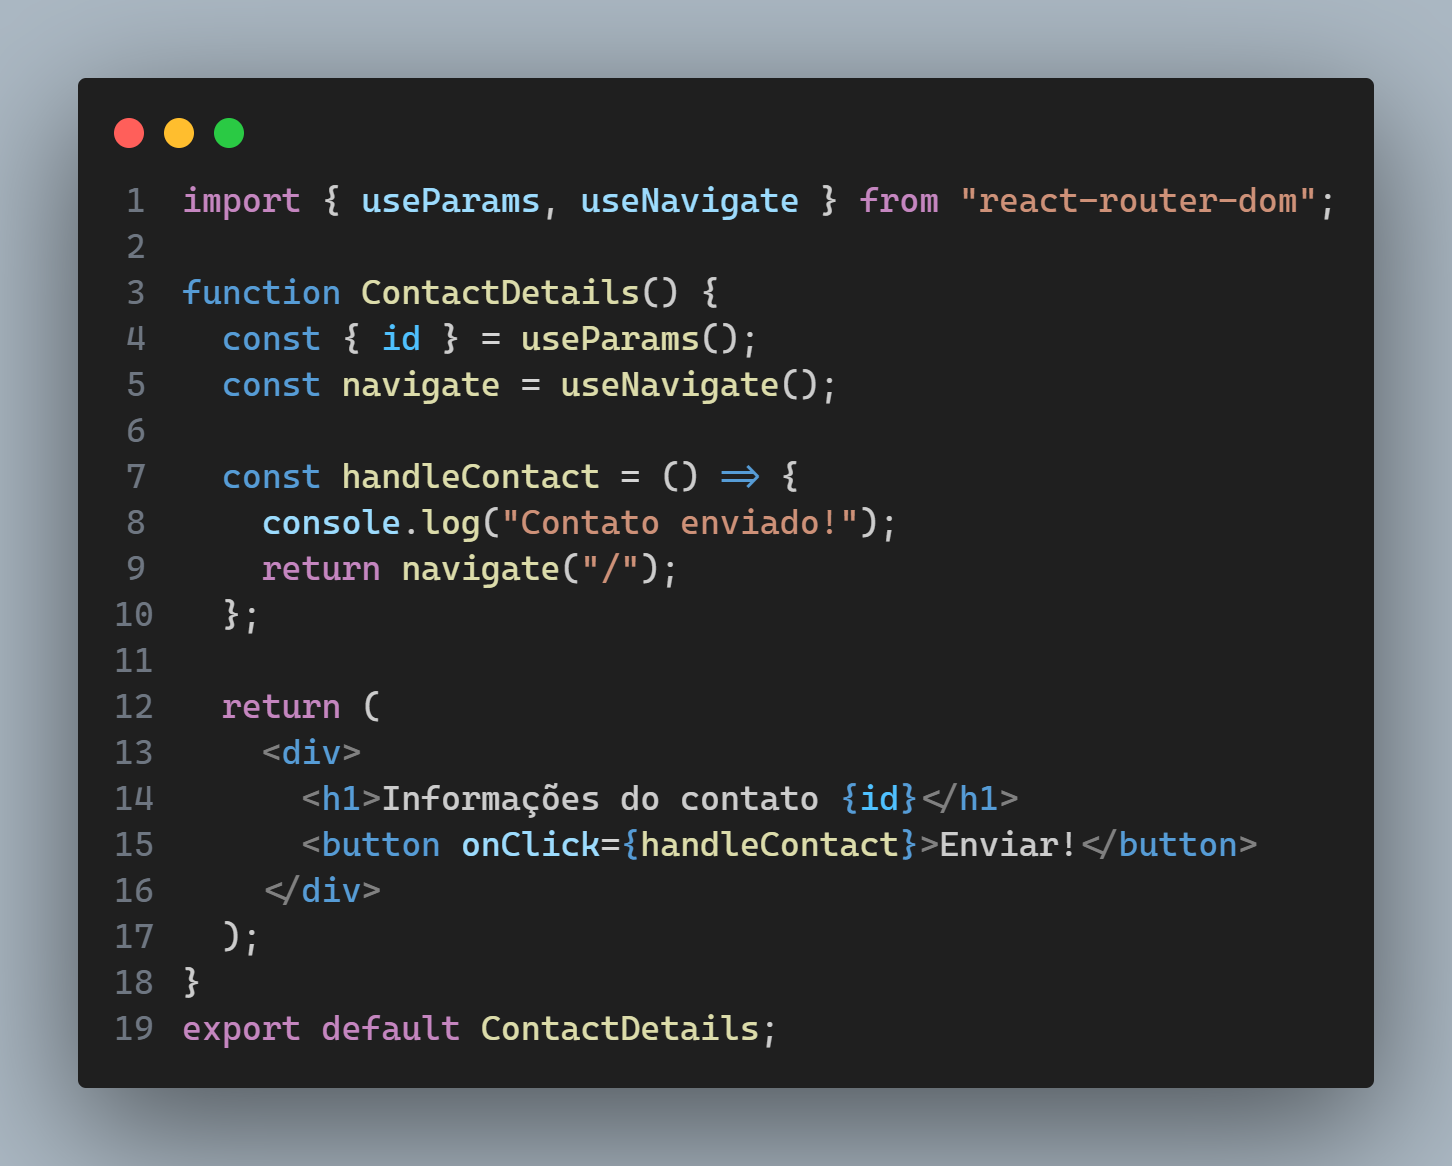 1 import { useParams, useNavigate } from "react-router-dom";
2
3 function ContactDetails() {
4   const { id } = useParams();
5   const navigate = useNavigate();
6
7   const handleContact = () => {
8     console.log("Contato enviado!");
9     return navigate("/");
10   };
11
12   return (
13     <div>
14       <h1>Informações do contato {id}</h1>
15       <button onClick={handleContact}>Enviar!</button>
16     </div>
17   );
18 }
19 export default ContactDetails;